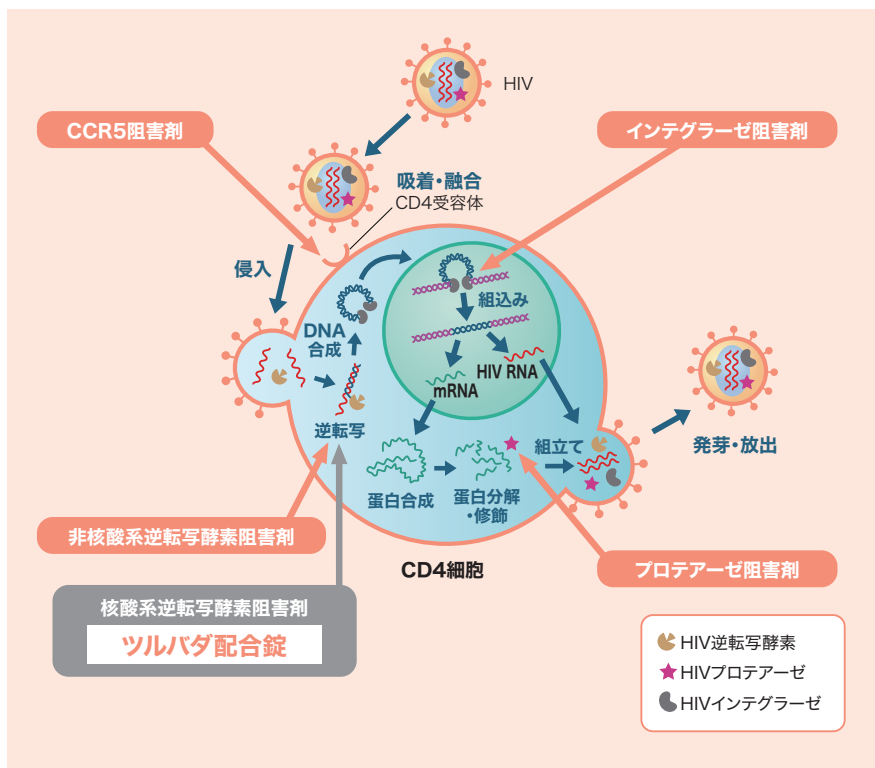 HIV
CCR5阻害剤
インテグラーゼ阻害剤
吸着・融合
CD4受容体
侵入
組込み
DNA
合成
HIV RNA
mRNA
逆転写
組立て
発芽・放出
蛋白合成
蛋白分解
・修飾
非核酸系逆転写酵素阻害剤
CD4細胞
プロテアーゼ阻害剤
核酸系逆転写酵素阻害剤
ツルバダ配合錠
HIV逆転写酵素
HIVプロテアーゼ
HIVインテグラーゼ